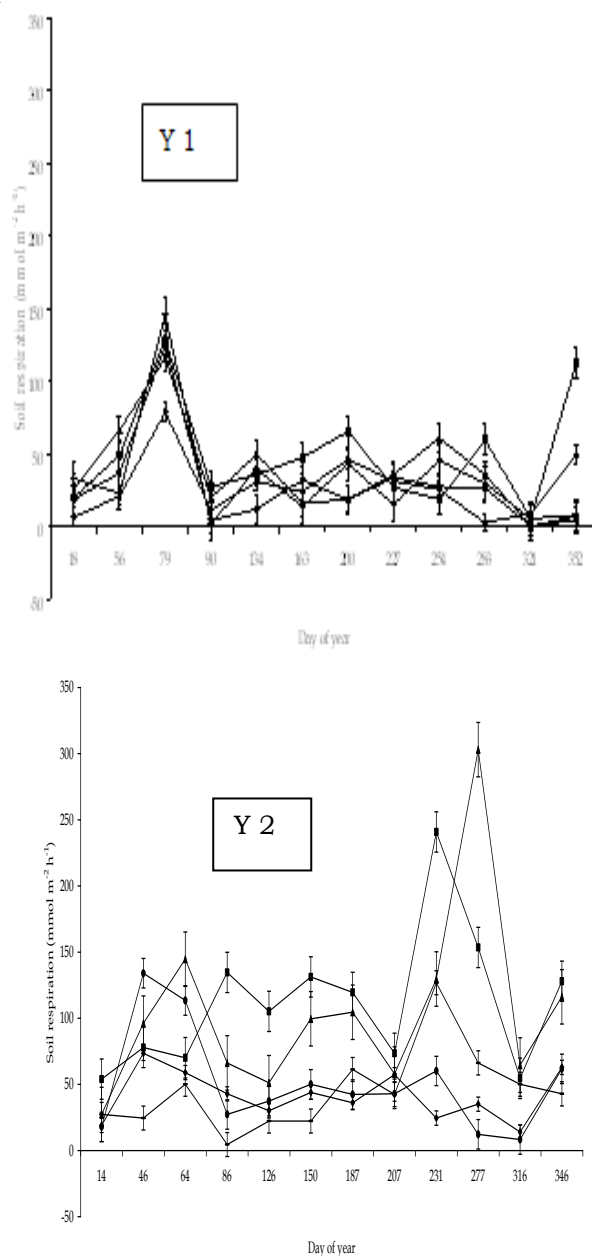 350
300
250
200
150
100
50
0
-50
Soil respiration (mmol m⁻² h⁻¹)
Y 1
19 56 79 90 134 163 200 227 258 321 352
Day of year
350
300
250
200
150
100
50
0
-50
Soil respiration (mmol m⁻² h⁻¹)
Y 2
14 46 64 86 126 150 187 207 231 277 316 346
Day of year